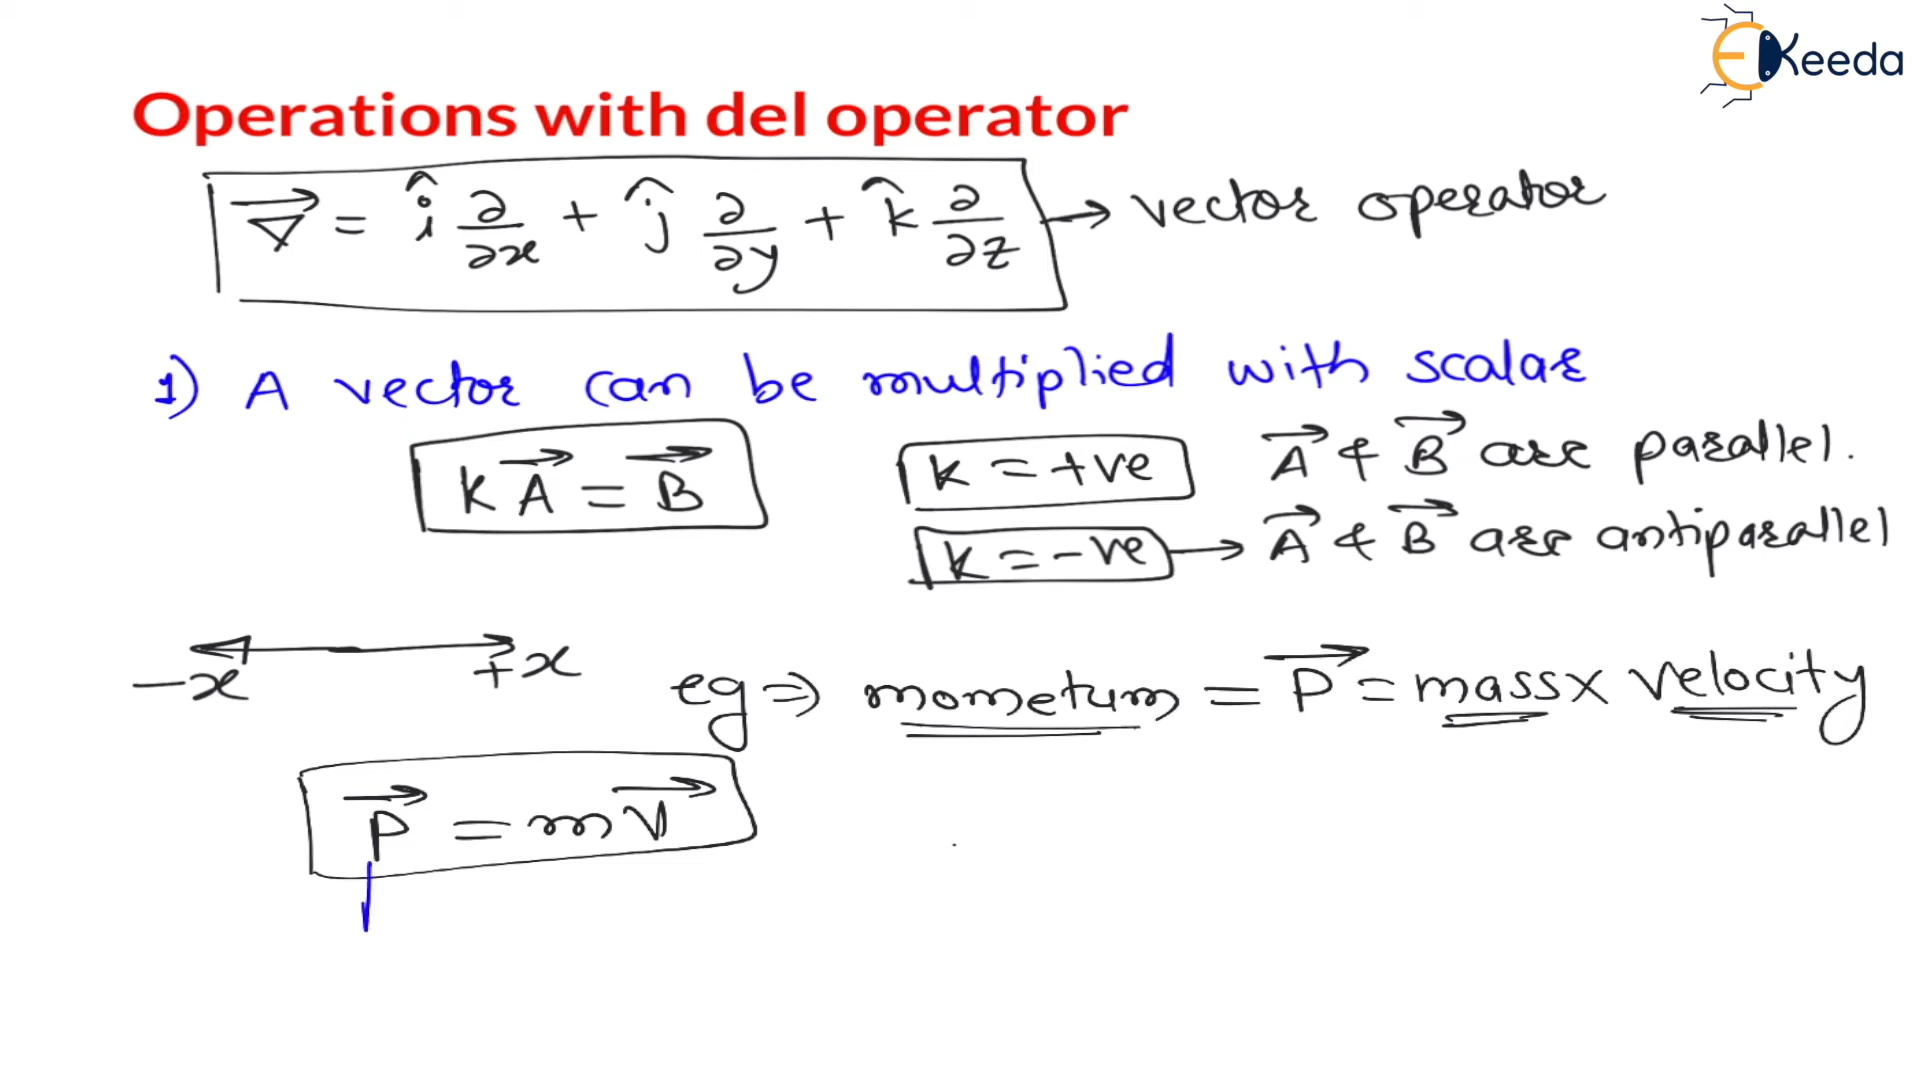 EKeeda
Operations with del operator
∇⃗ = î ∂/∂x + ĵ ∂/∂y + k̂ ∂/∂z → vector operator
1) A vector can be multiplied with scalar
kA⃗ = B⃗
k = +ve A⃗ & B⃗ are parallel.
k = -ve → A⃗ & B⃗ are antiparallel
-x +x
eg ⇒ mometum = P⃗ = mass x velocity
P⃗ = mv⃗